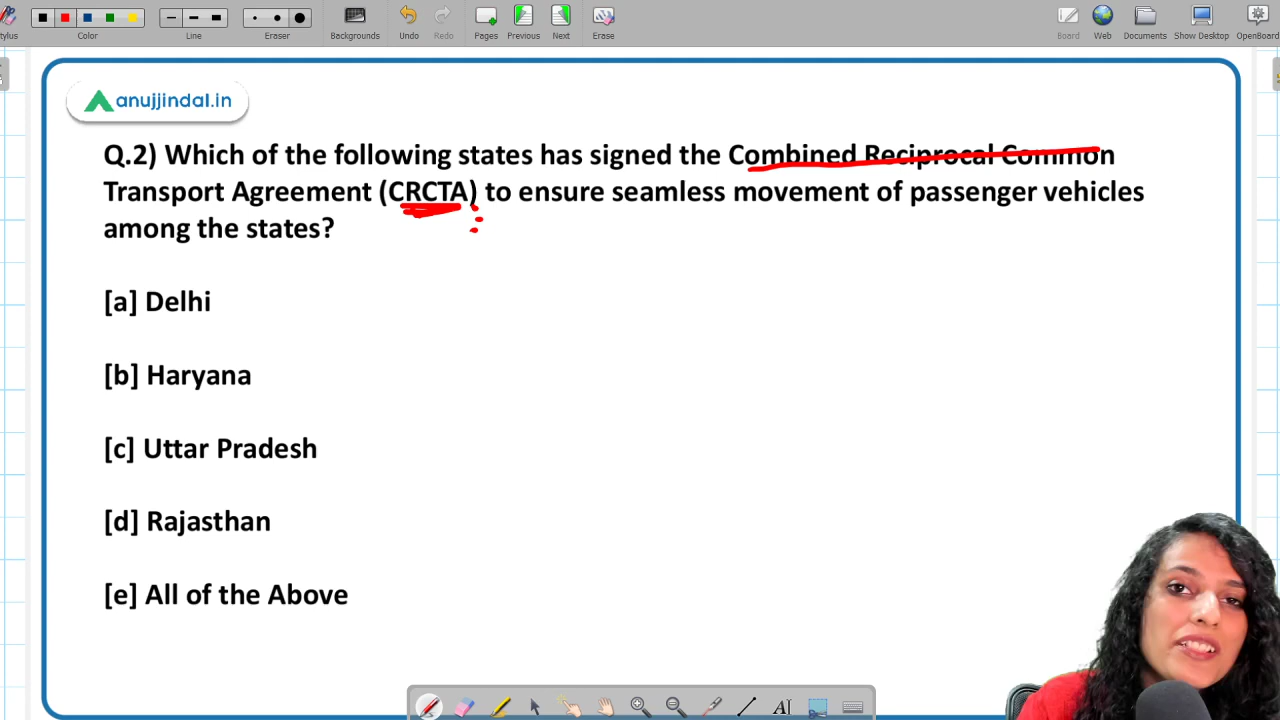 tylus
Color
Line
Eraser
Backgrounds
Undo
Redo
Pages
Previous
Next
Erase
Board
Web
Documents
Show Desktop
OpenBoard
anujjindal.in
Q.2) Which of the following states has signed the Combined Reciprocal Common
Transport Agreement (CRCTA) to ensure seamless movement of passenger vehicles
among the states?
[a] Delhi
[b] Haryana
[c] Uttar Pradesh
[d] Rajasthan
[e] All of the Above